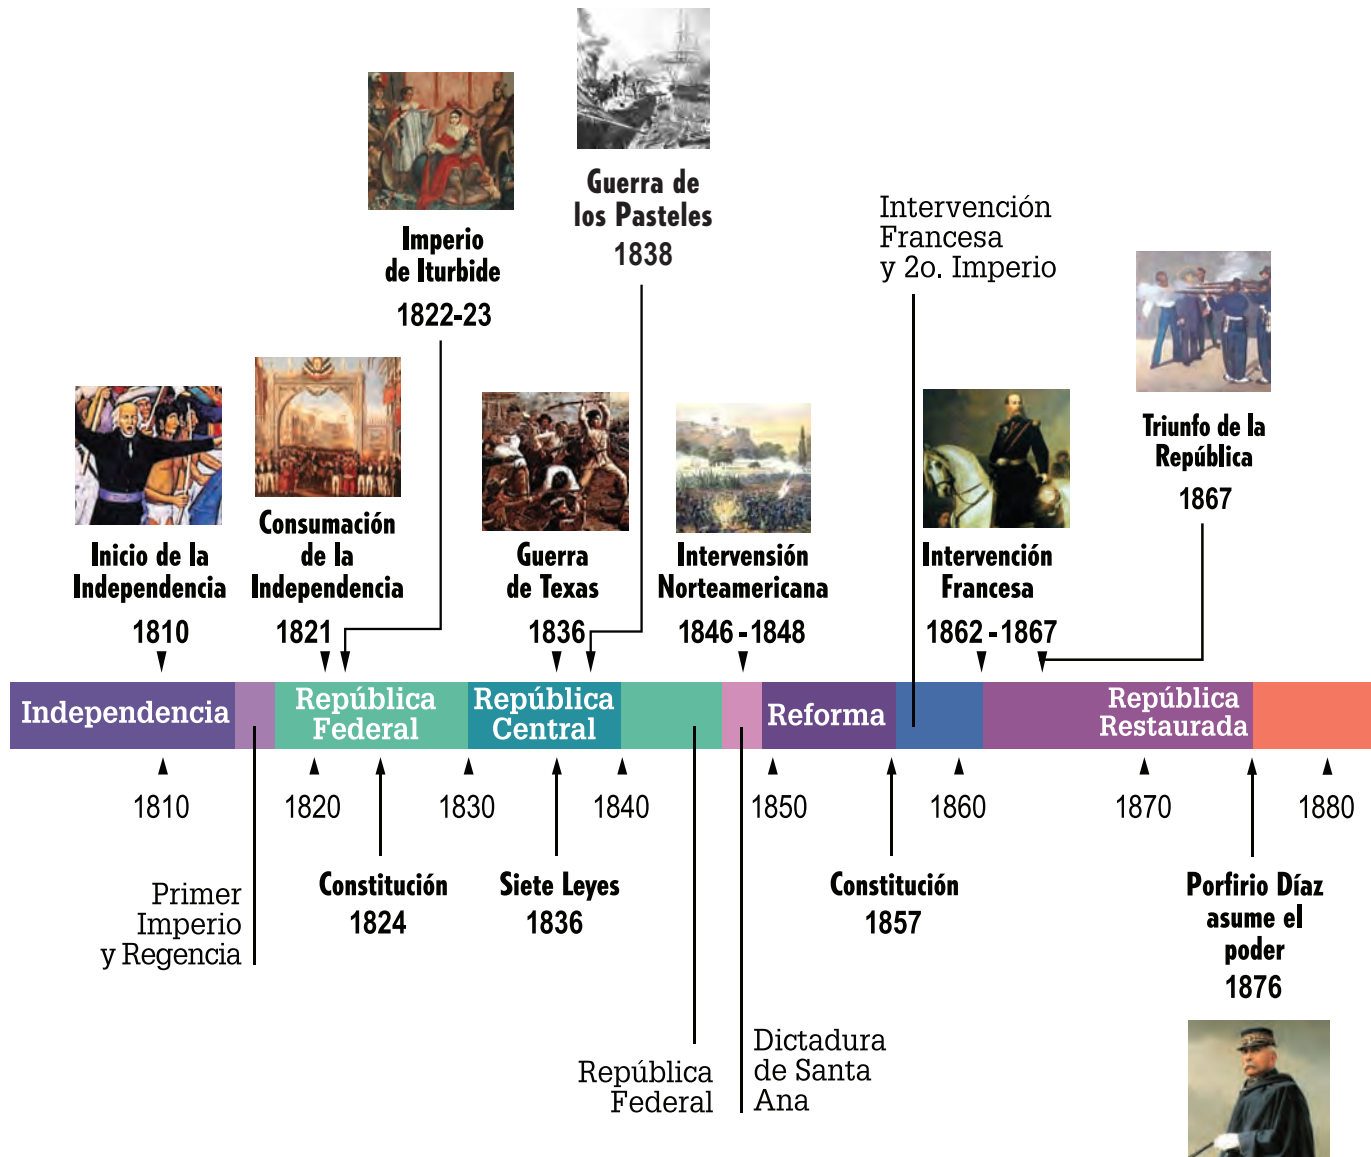 Guerra de
los Pasteles
1838
Imperio
de Iturbide
1822-23
Intervención
Francesa
y 2o. Imperio
Triunfo de la
República
1867
Inicio de la
Independencia
1810
Consumación
de la
Independencia
1821
Guerra
de Texas
1836
Intervensión
Norteamericana
1846 - 1848
Intervención
Francesa
1862 - 1867
Independencia
República
Federal
República
Central
Reforma
República
Restaurada
1810
1820
1830
1840
1850
1860
1870
1880
Primer
Imperio
y Regencia
Constitución
1824
Siete Leyes
1836
Constitución
1857
Porfirio Díaz
asume el
poder
1876
República
Federal
Dictadura
de Santa
Ana